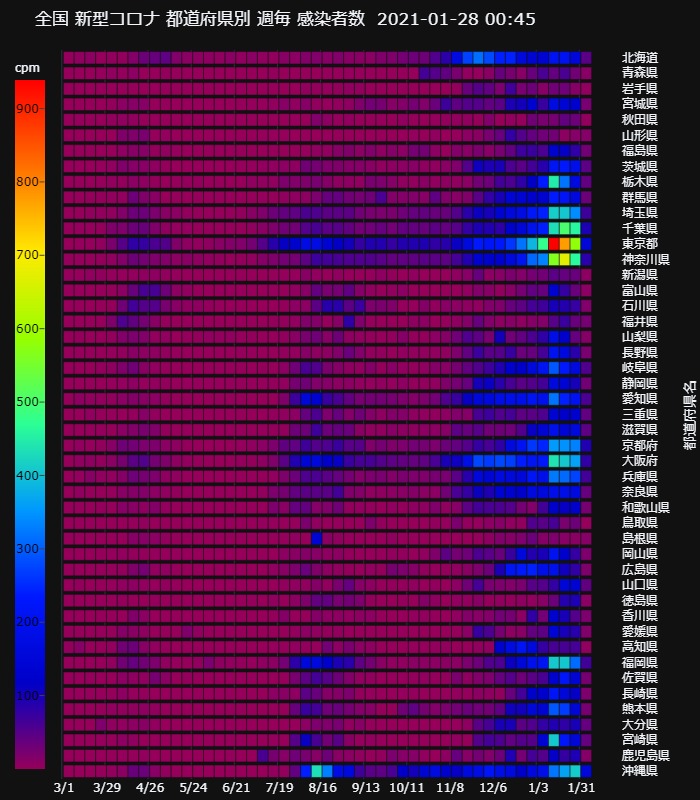 全国 新型コロナ 都道府県別 週毎 感染者数 2021-01-28 00:45
cpm
900
800
700
600
500
400
300
200
100
北海道
青森県
岩手県
宮城県
秋田県
山形県
福島県
茨城県
栃木県
群馬県
埼玉県
千葉県
東京都
神奈川県
新潟県
富山県
石川県
福井県
山梨県
長野県
岐阜県
静岡県
愛知県
三重県
滋賀県
京都府
大阪府
兵庫県
奈良県
和歌山県
鳥取県
島根県
岡山県
広島県
山口県
徳島県
香川県
愛媛県
高知県
福岡県
佐賀県
長崎県
熊本県
大分県
宮崎県
鹿児島県
沖縄県
都道府県名
3/1 3/29 4/26 5/24 6/21 7/19 8/16 9/13 10/11 11/8 12/6 1/3 1/31